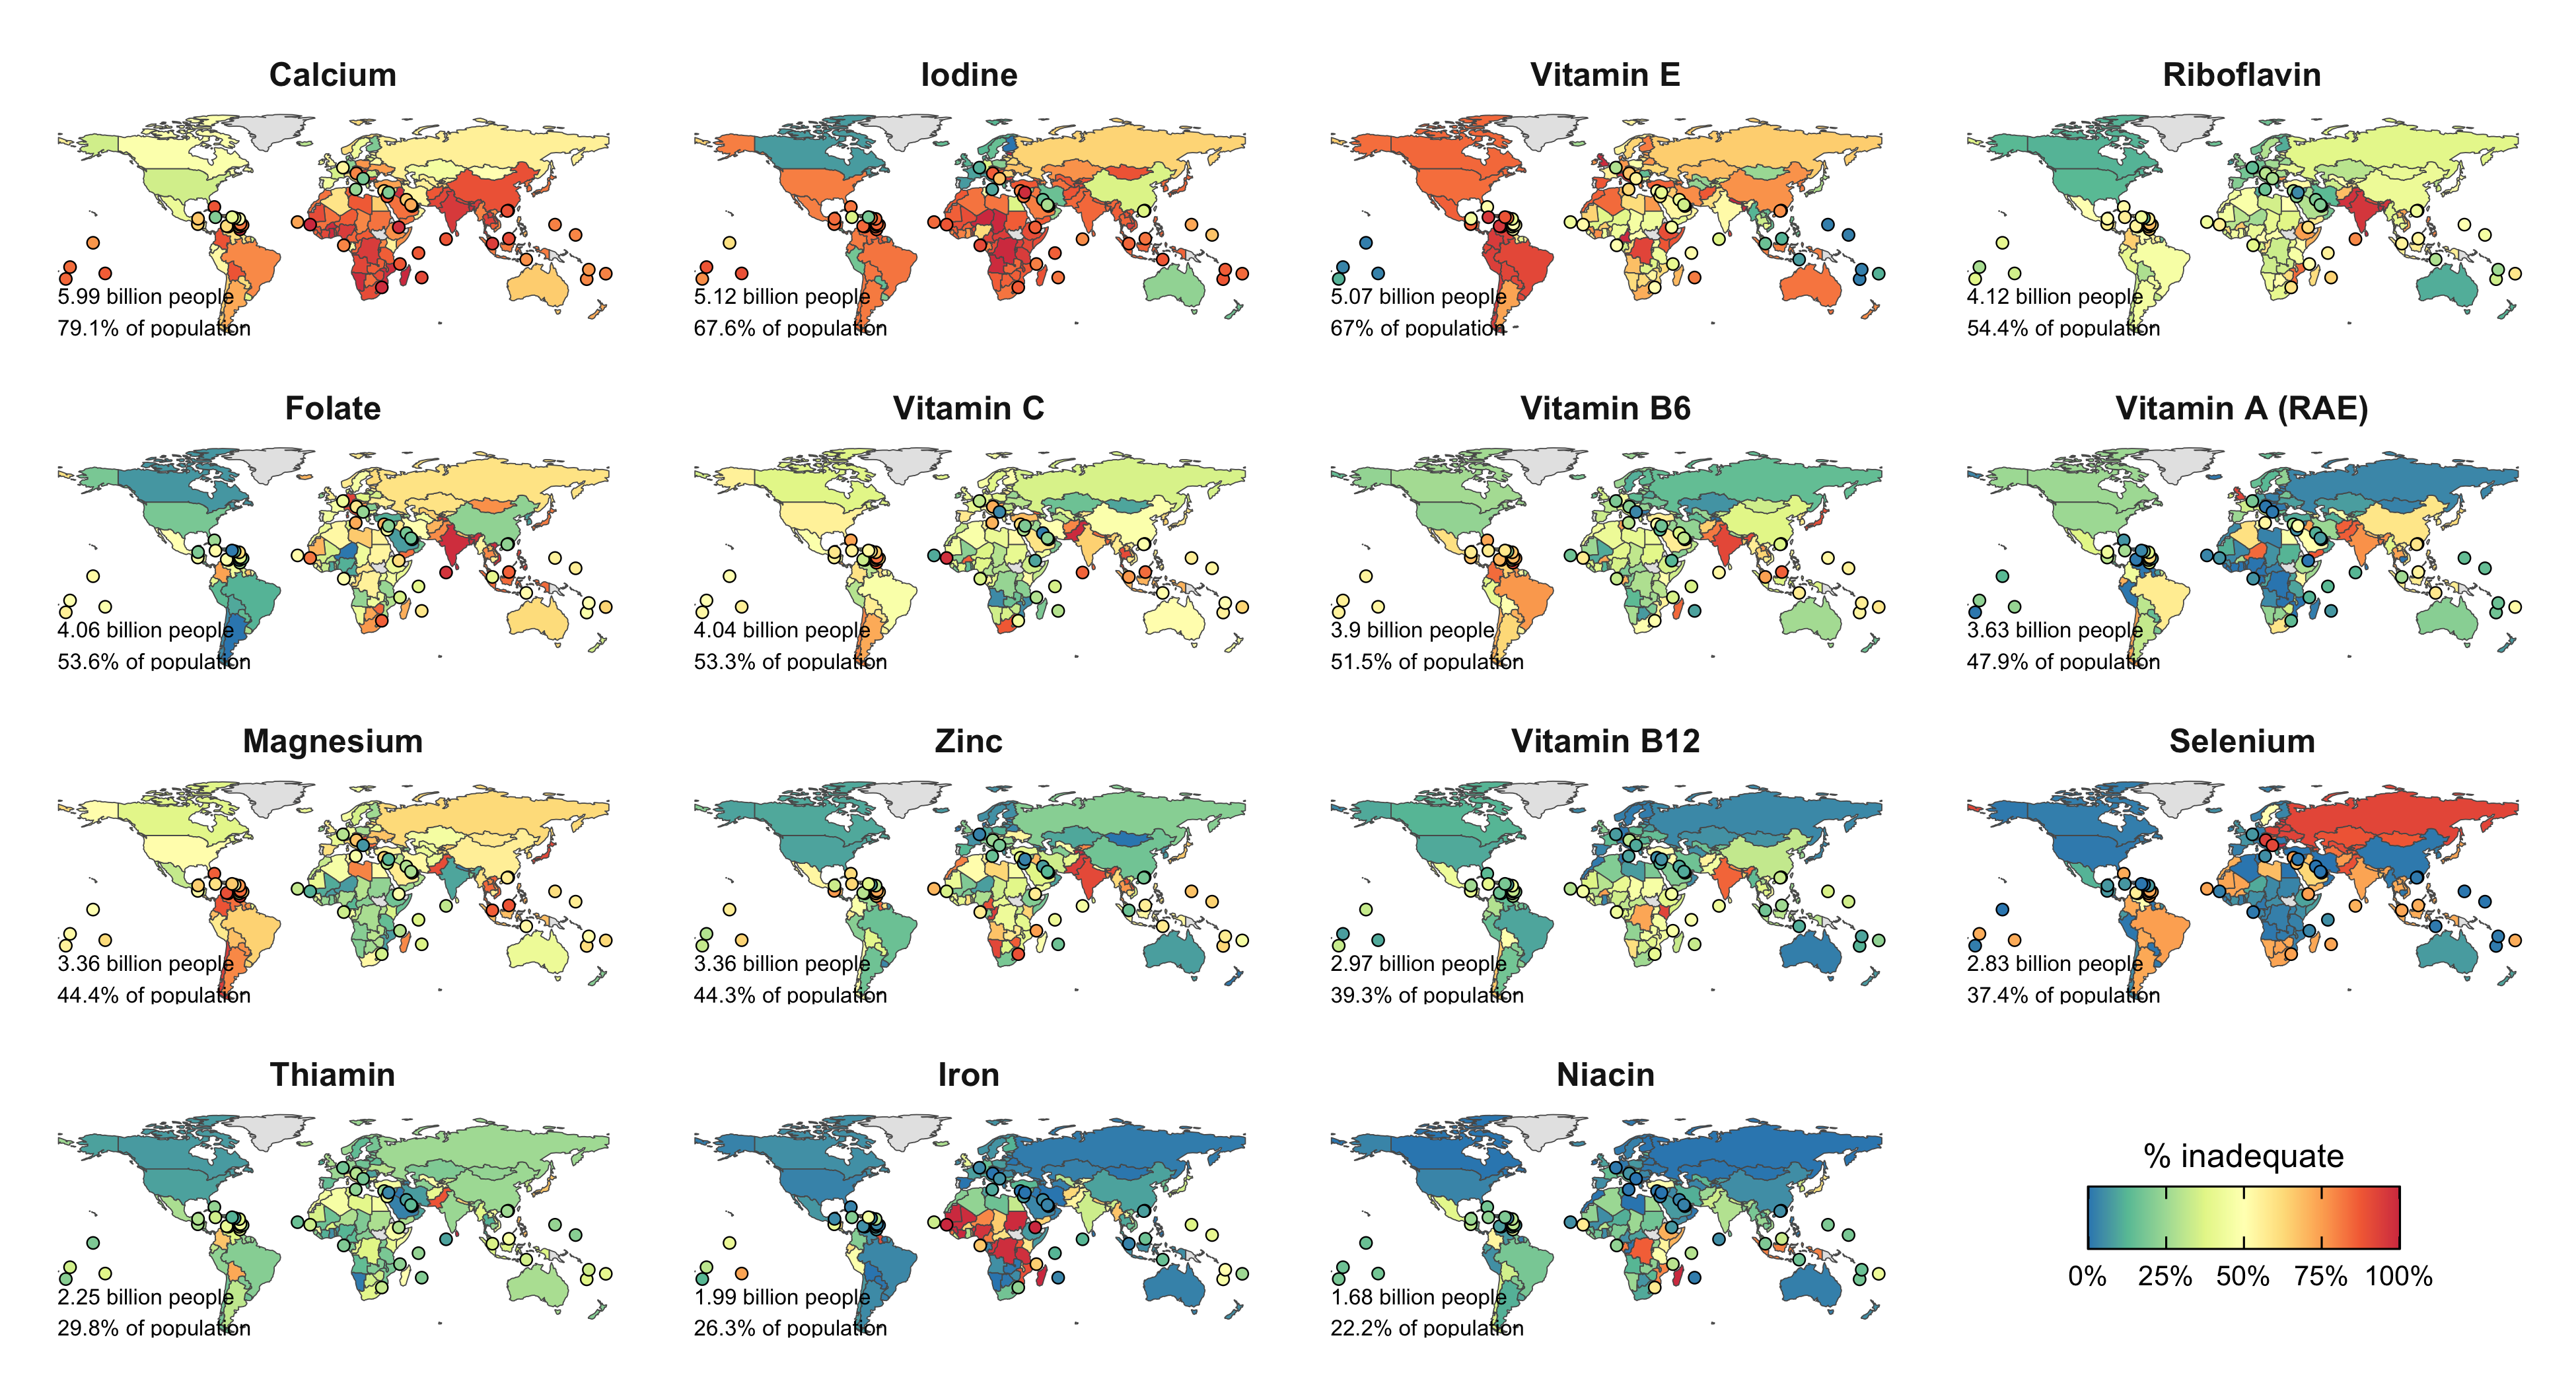 Calcium
5.99 billion people
79.1% of population
Iodine
5.12 billion people
67.6% of population
Vitamin E
5.07 billion people
67% of population
Riboflavin
4.12 billion people
54.4% of population
Folate
4.06 billion people
53.6% of population
Vitamin C
4.04 billion people
53.3% of population
Vitamin B6
3.9 billion people
51.5% of population
Vitamin A (RAE)
3.63 billion people
47.9% of population
Magnesium
3.36 billion people
44.4% of population
Zinc
3.36 billion people
44.3% of population
Vitamin B12
2.97 billion people
39.3% of population
Selenium
2.83 billion people
37.4% of population
Thiamin
2.25 billion people
29.8% of population
Iron
1.99 billion people
26.3% of population
Niacin
1.68 billion people
22.2% of population
% inadequate
0% 25% 50% 75% 100%